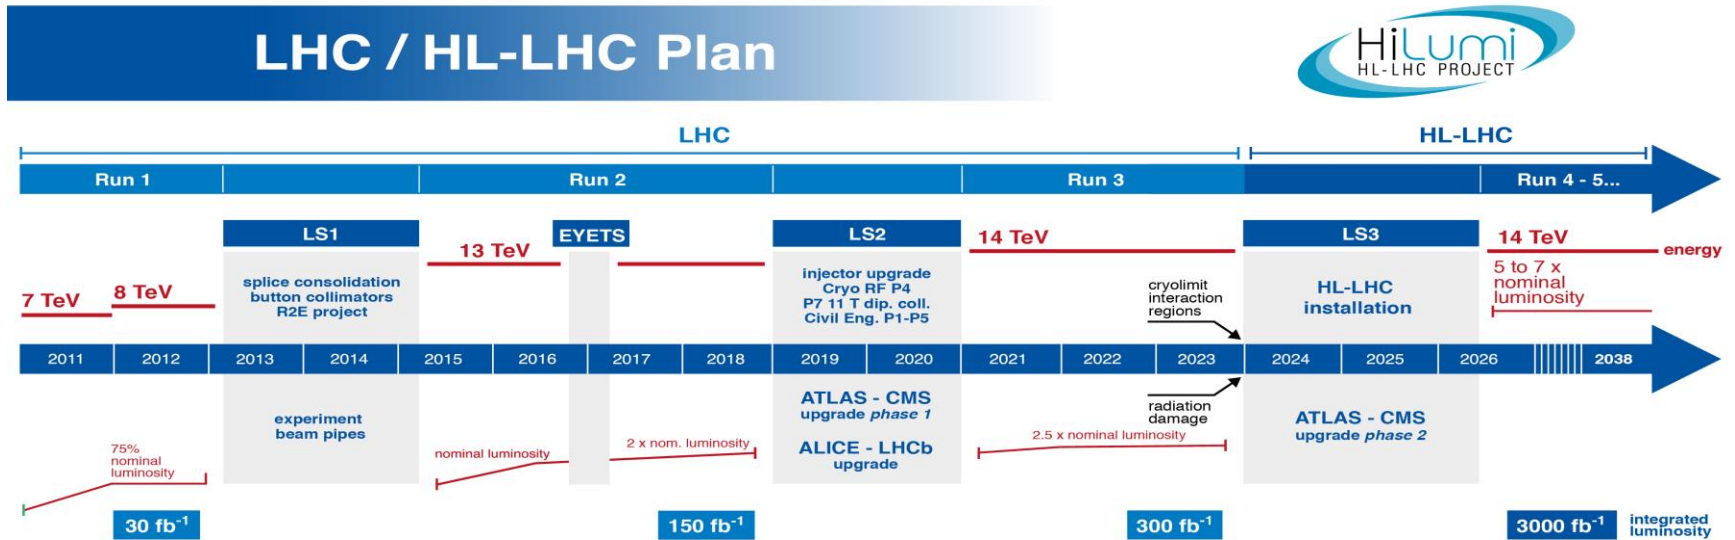 LHC / HL-LHC Plan
HiLumi
HL-LHC PROJECT
LHC
HL-LHC
Run 1
Run 2
Run 3
Run 4 - 5...
LS1
EYETS
LS2
LS3
13 TeV
14 TeV
14 TeV
energy
7 TeV
8 TeV
splice consolidation
button collimators
R2E project
injector upgrade
Cryo RF P4
P7 11 T dip. coll.
Civil Eng. P1-P5
cryolimit
interaction
regions
HL-LHC
installation
5 to 7 x
nominal
luminosity
2011
2012
2013
2014
2015
2016
2017
2018
2019
2020
2021
2022
2023
2024
2025
2026
2038
75%
nominal
luminosity
experiment
beam pipes
nominal luminosity
2 x nom. luminosity
ATLAS - CMS
upgrade phase 1
ALICE - LHCb
upgrade
2.5 x nominal luminosity
radiation
damage
ATLAS - CMS
upgrade phase 2
30 fb⁻¹
150 fb⁻¹
300 fb⁻¹
3000 fb⁻¹
integrated
luminosity